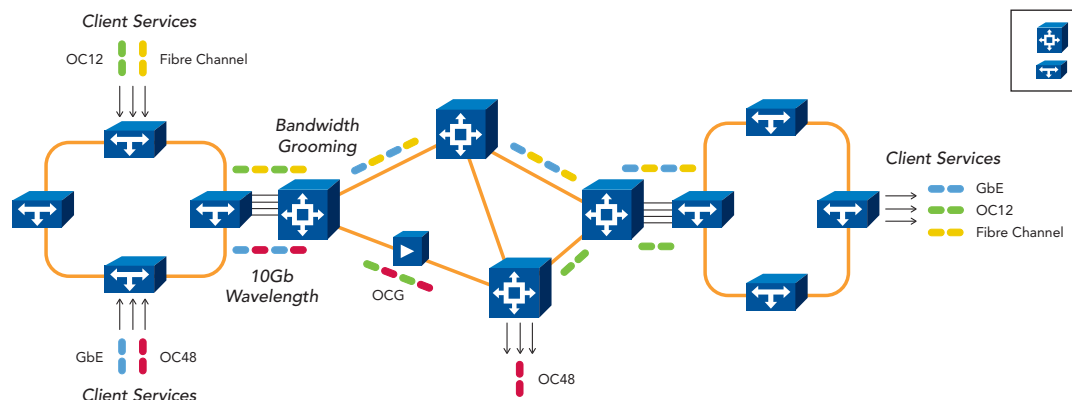 Client Services
OC12
Fibre Channel
Bandwidth
Grooming
10Gb
Wavelength
OCG
GbE
OC48
Client Services
OC48
Client Services
GbE
OC12
Fibre Channel